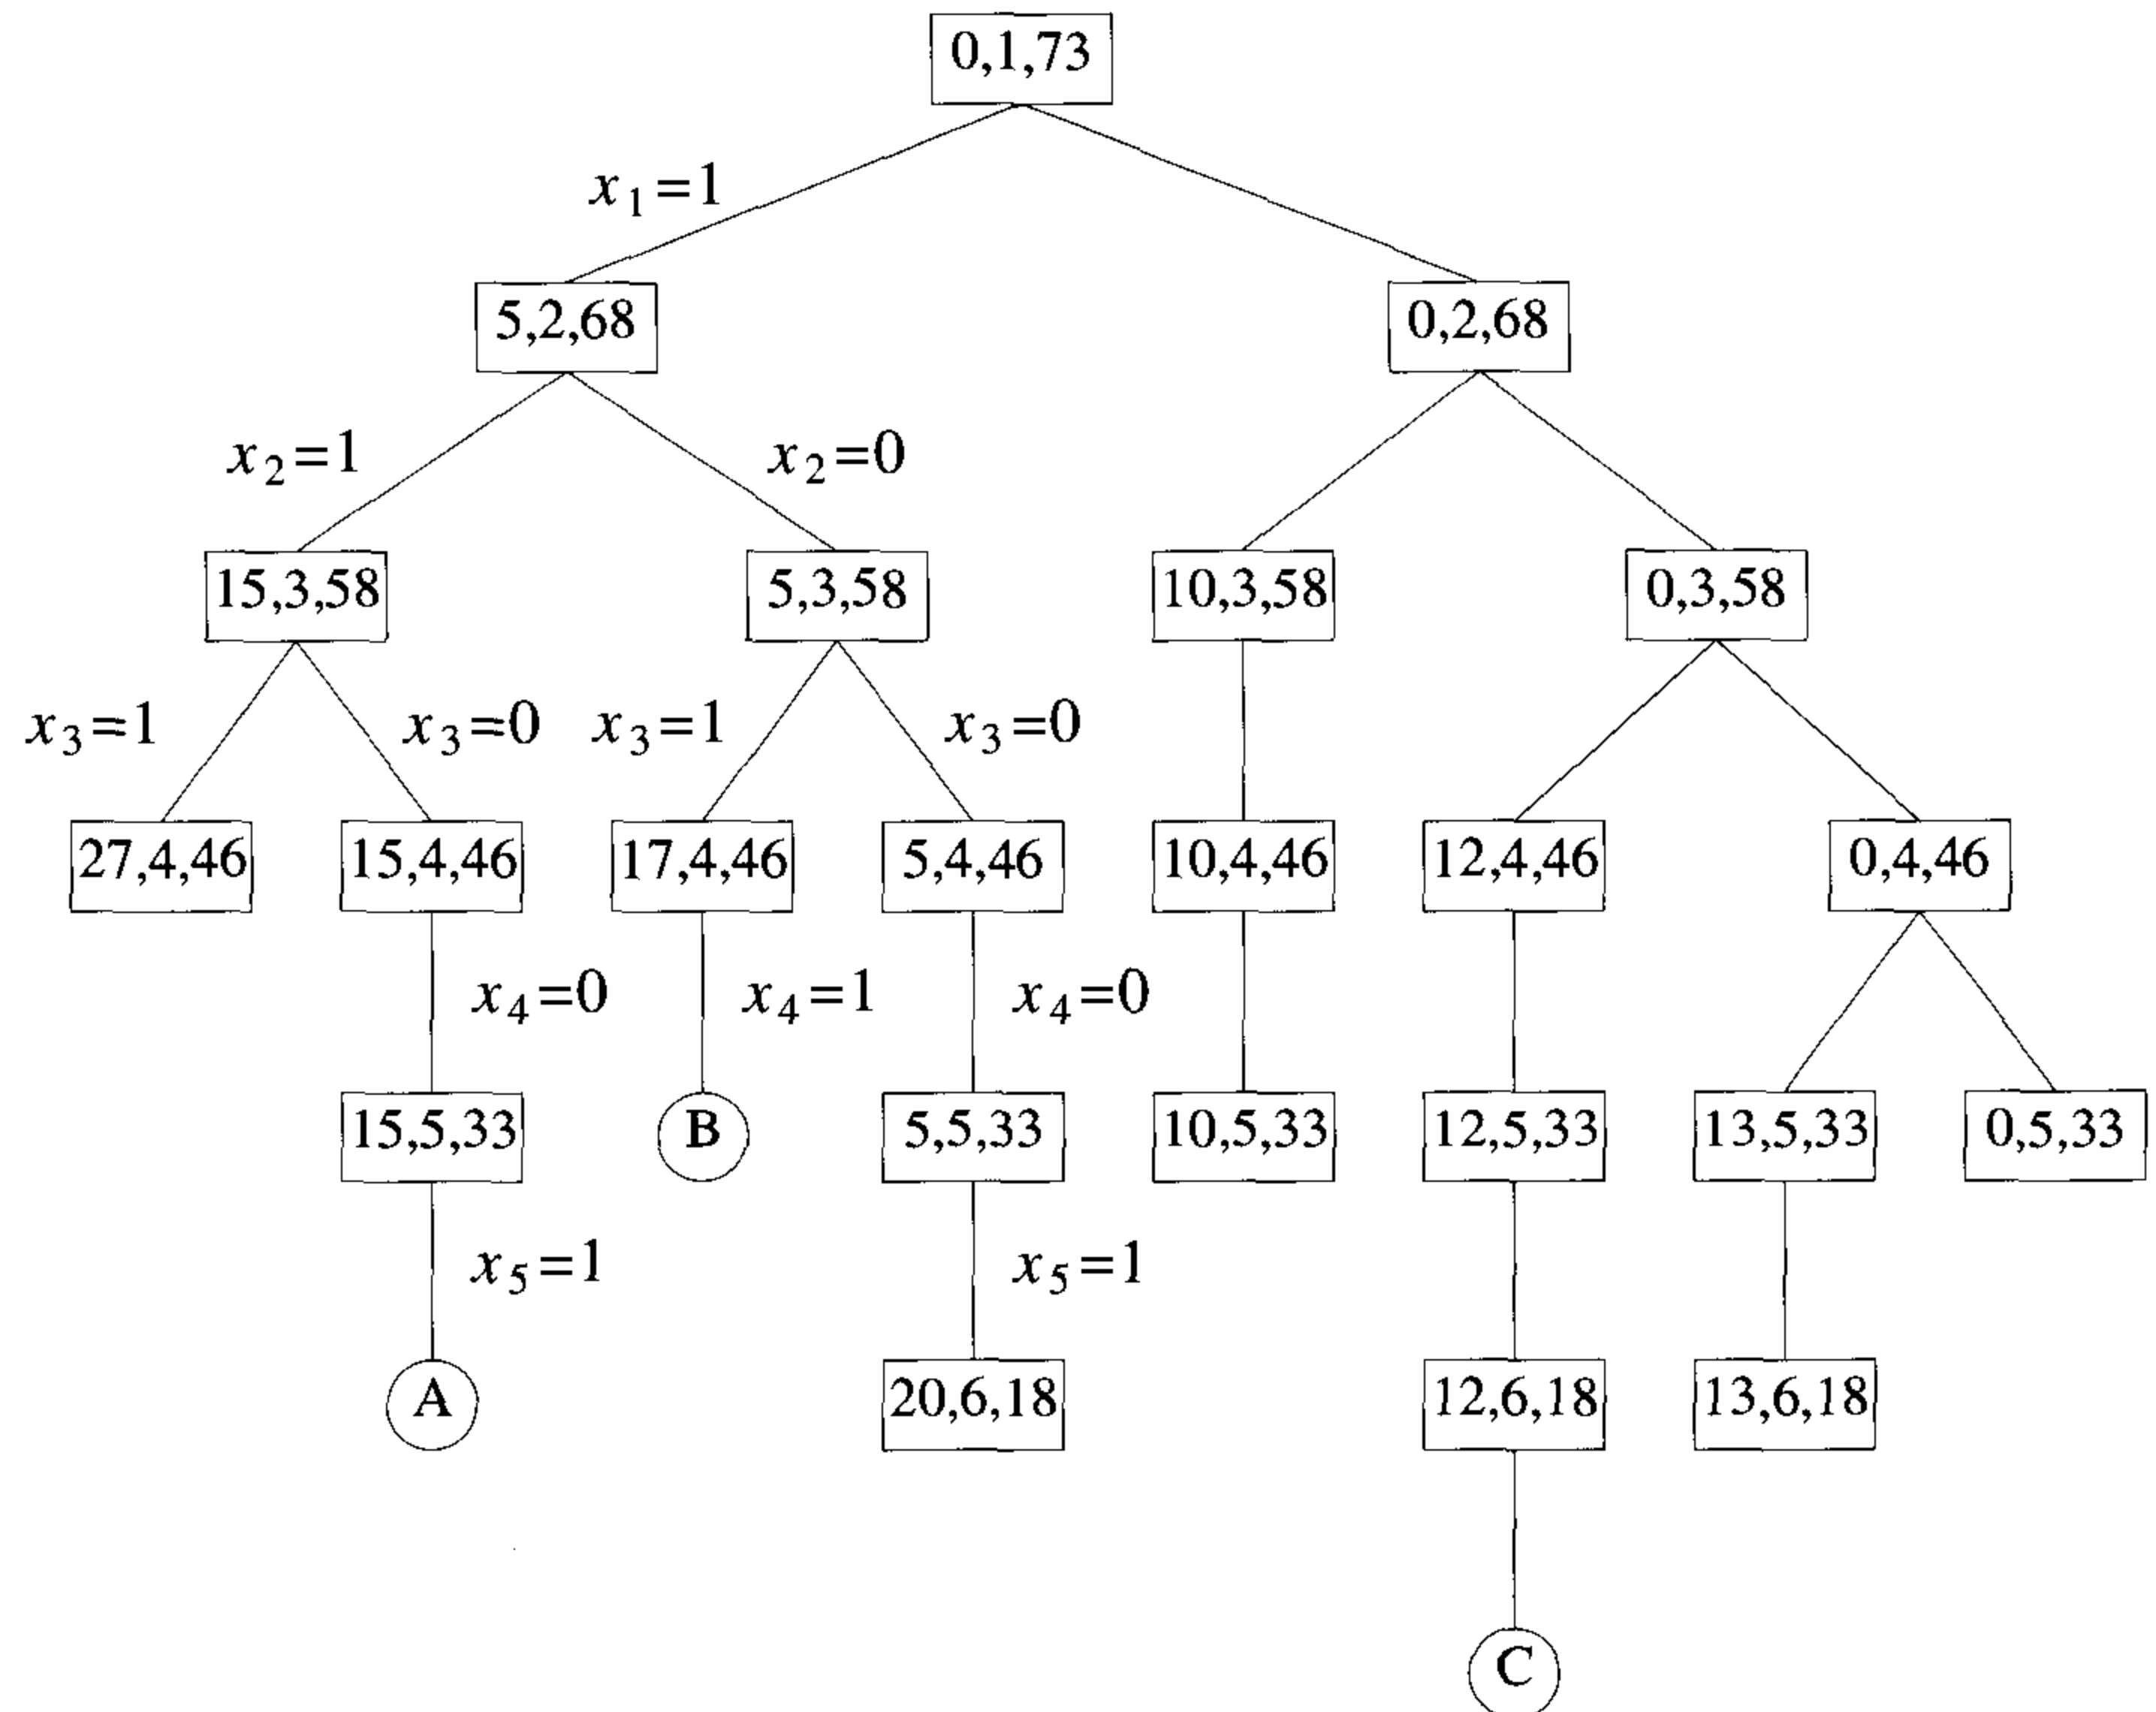 0,1,73
x1=1
5,2,68 0,2,68
x2=1 x2=0
15,3,58 5,3,58 10,3,58 0,3,58
x3=1 x3=0 x3=1 x3=0
27,4,46 15,4,46 17,4,46 5,4,46 10,4,46 12,4,46 0,4,46
x4=0 x4=1 x4=0
15,5,33 B 5,5,33 10,5,33 12,5,33 13,5,33 0,5,33
x5=1 x5=1
A 20,6,18 12,6,18 13,6,18
C